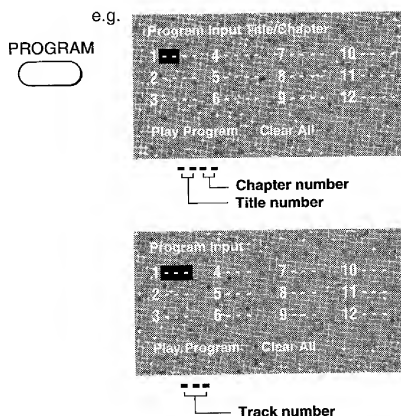 e.g.
PROGRAM
Program Input Title/Chapter
1 -- -- 4 -- -- 7 -- -- 10 -- --
2 -- -- 5 -- -- 8 -- -- 11 -- --
3 -- -- 6 -- -- 9 -- -- 12 -- --
Play Program Clear All
-- --
Chapter number
Title number
Program Input
1 --- 4 --- 7 --- 10 ---
2 --- 5 --- 8 --- 11 ---
3 --- 6 --- 9 --- 12 ---
Play Program Clear All
---
Track number